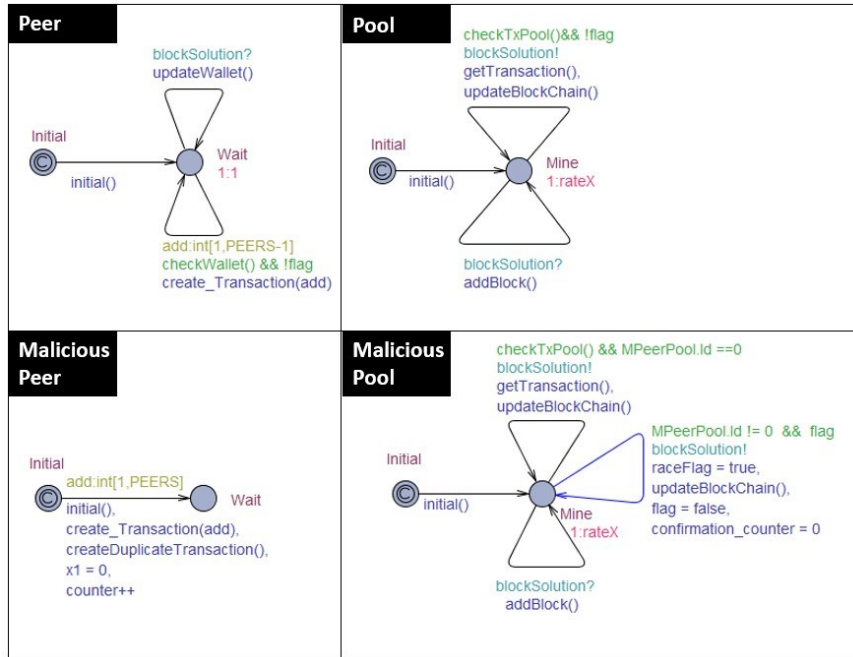 Peer
blockSolution?
updateWallet()
Initial
C
initial()
Wait
1:1
add:int[1,PEERS-1]
checkWallet() && !flag
create_Transaction(add)
Pool
checkTxPool()&& !flag
blockSolution!
getTransaction(),
updateBlockChain()
Initial
C
initial()
Mine
1:rateX
blockSolution?
addBlock()
Malicious
Peer
Initial
C
add:int[1,PEERS]
Wait
initial(),
create_Transaction(add),
createDuplicateTransaction(),
x1 = 0,
counter++
Malicious
Pool
checkTxPool() && MPeerPool.Id ==0
blockSolution!
getTransaction(),
updateBlockChain()
MPeerPool.Id != 0 && flag
blockSolution!
raceFlag = true,
updateBlockChain(),
flag = false,
confirmation_counter = 0
Initial
C
initial()
Mine
1:rateX
blockSolution?
addBlock()